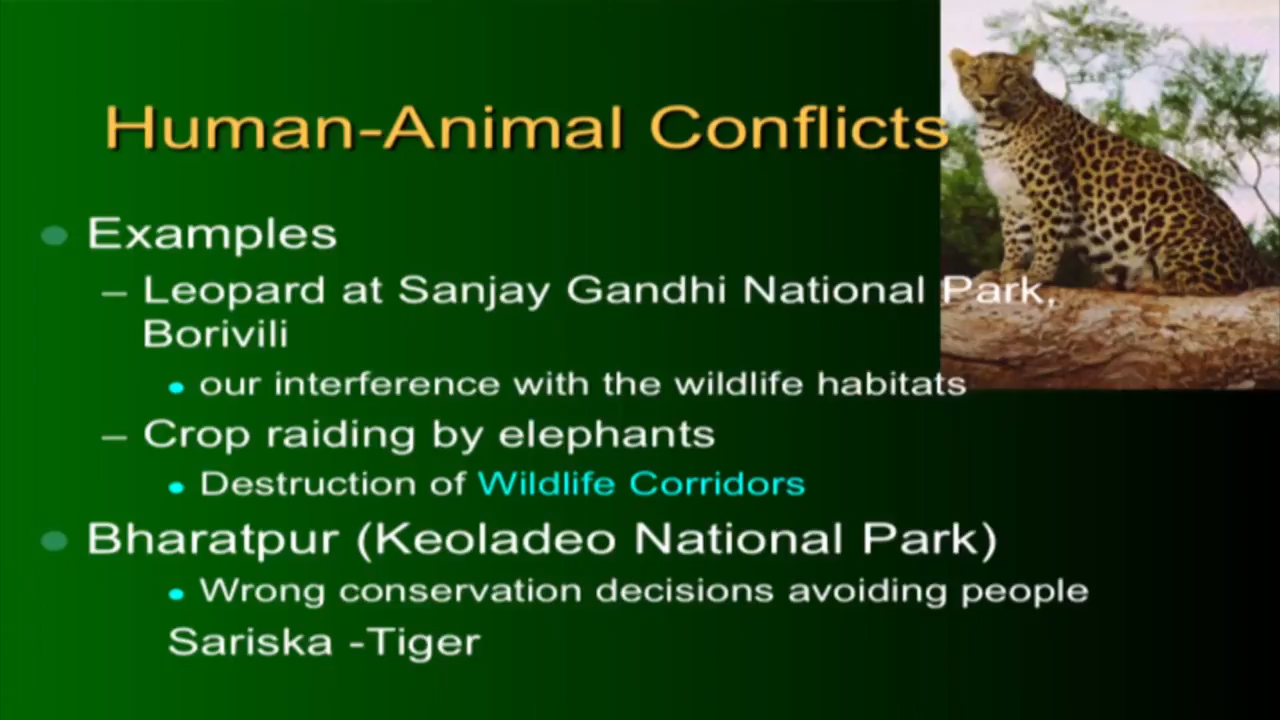 Human-Animal Conflicts
Examples
– Leopard at Sanjay Gandhi National Park,
Borivili
our interference with the wildlife habitats
– Crop raiding by elephants
Destruction of Wildlife Corridors
Bharatpur (Keoladeo National Park)
Wrong conservation decisions avoiding people
Sariska -Tiger